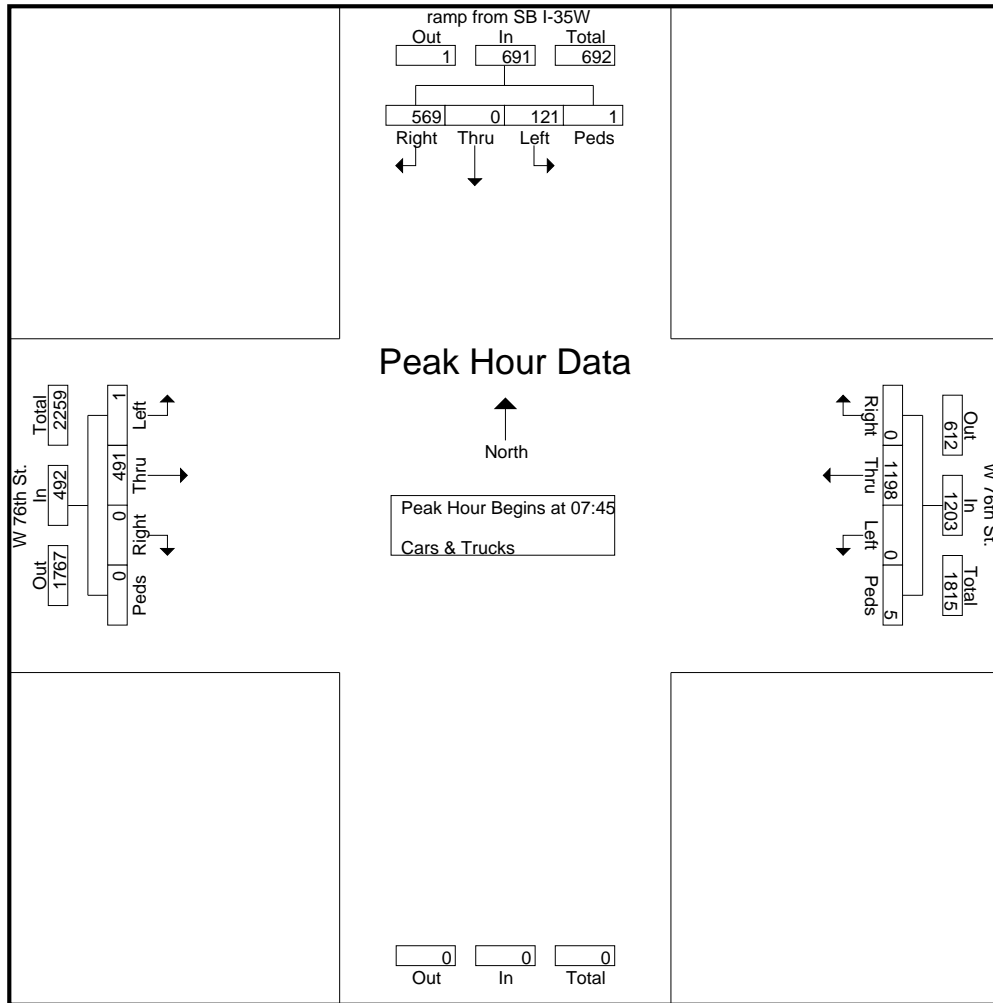 ramp from SB I-35W
Out In Total
1 691 692
569 0 121 1
Right Thru Left Peds
Peak Hour Data
North
Peak Hour Begins at 07:45
Cars & Trucks
W 76th St.
Total In Out
2259 492 1767
1 491 0 0
Left Thru Right Peds
Right Thru Left Peds
0 1198 0 5
Out In Total
612 1203 1815
W 76th St.
0 0 0
Out In Total